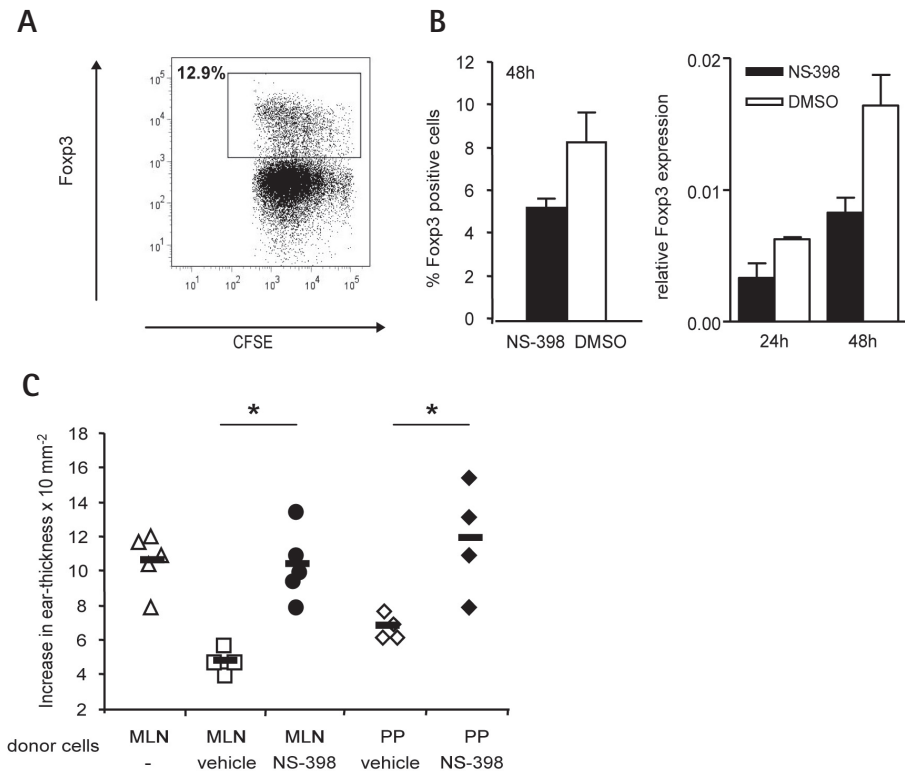 A
12.9%
Foxp3
10^5
10^4
10^3
10^2
10^1
10^1 10^2 10^3 10^4 10^5
CFSE
B
48h
% Foxp3 positive cells
12
10
8
6
4
2
0
NS-398 DMSO
relative Foxp3 expression
0.02
0.01
0.00
NS-398
DMSO
24h 48h
C
* *
Increase in ear-thickness x 10 mm^-2
18
16
14
12
10
8
6
4
2
donor cells
MLN MLN MLN PP PP
- vehicle NS-398 vehicle NS-398